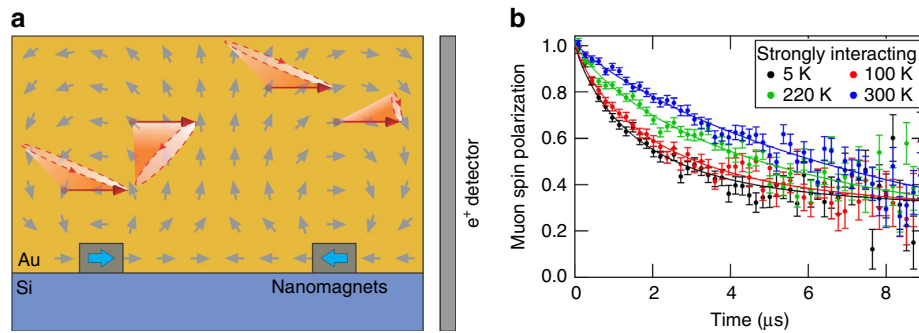 a
Au
Si
Nanomagnets
e+ detector
b
Muon spin polarization
1.0
0.8
0.6
0.4
0.2
0.0
Strongly interacting
5 K 100 K
220 K 300 K
0 2 4 6 8
Time (μs)